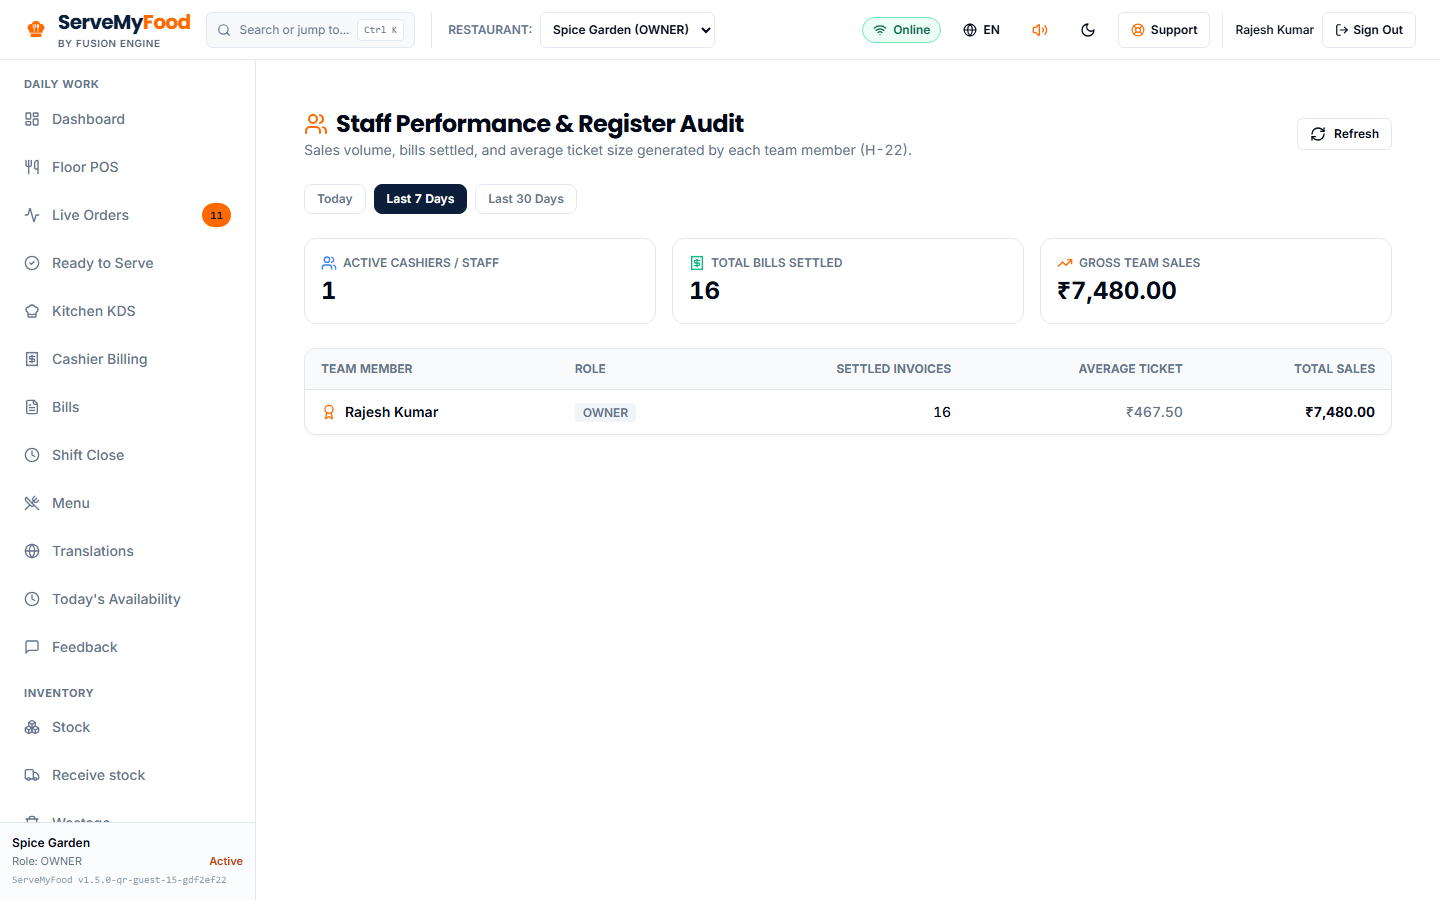 ServeMyFood
BY FUSION ENGINE
Search or jump to... Ctrl K
RESTAURANT: Spice Garden (OWNER)
Online
EN
Support
Rajesh Kumar
Sign Out
DAILY WORK
Dashboard
Floor POS
Live Orders 11
Ready to Serve
Kitchen KDS
Cashier Billing
Bills
Shift Close
Menu
Translations
Today's Availability
Feedback
INVENTORY
Stock
Receive stock
Spice Garden
Role: OWNER Active
ServeMyFood v1.5.0-qr-guest-15-gdf2ef22
Staff Performance & Register Audit
Sales volume, bills settled, and average ticket size generated by each team member (H-22).
Refresh
Today Last 7 Days Last 30 Days
ACTIVE CASHIERS / STAFF
1
TOTAL BILLS SETTLED
16
GROSS TEAM SALES
₹7,480.00
TEAM MEMBER ROLE SETTLED INVOICES AVERAGE TICKET TOTAL SALES
Rajesh Kumar OWNER 16 ₹467.50 ₹7,480.00